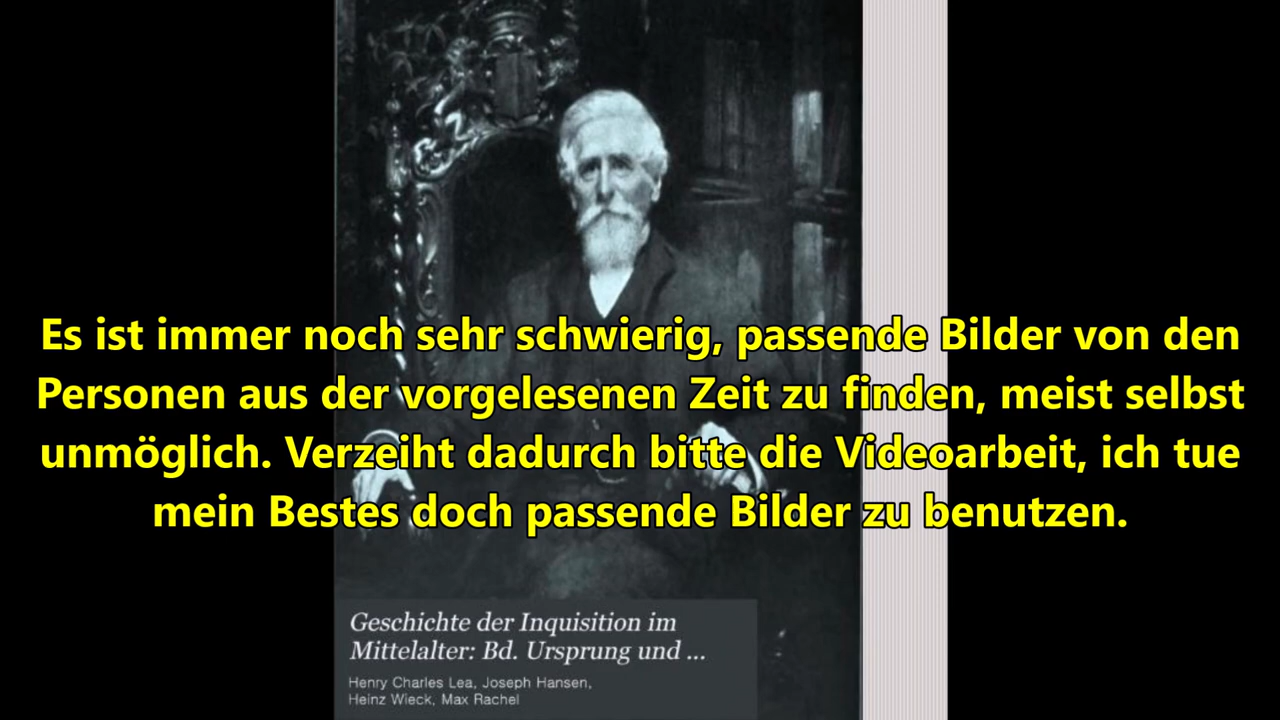 Es ist immer noch sehr schwierig, passende Bilder von den
Personen aus der vorgelesenen Zeit zu finden, meist selbst
unmöglich. Verzeiht dadurch bitte die Videoarbeit, ich tue
mein Bestes doch passende Bilder zu benutzen.
Geschichte der Inquisition im
Mittelalter: Bd. Ursprung und ...
Henry Charles Lea, Joseph Hansen,
Heinz Wieck, Max Rachel